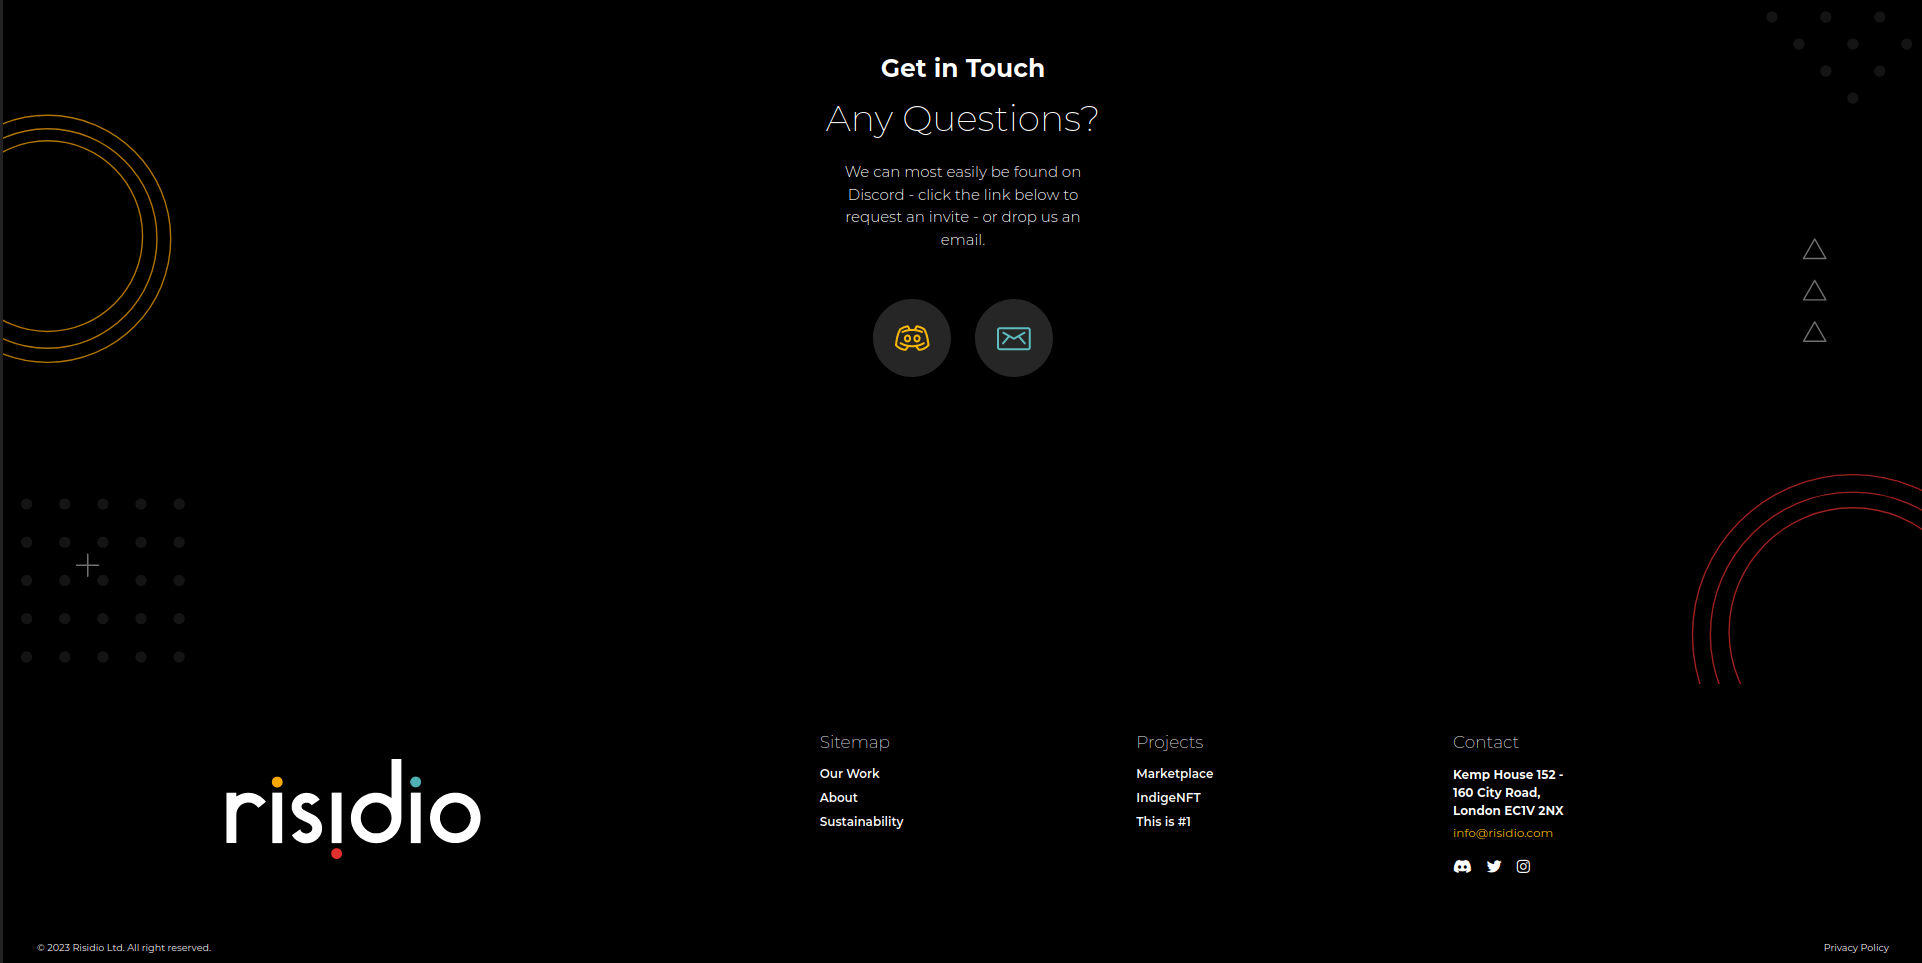 Get in Touch
Any Questions?
We can most easily be found on
Discord - click the link below to
request an invite - or drop us an
email.
risidio
Sitemap
Our Work
About
Sustainability
Projects
Marketplace
IndigeNFT
This is #1
Contact
Kemp House 152 -
160 City Road,
London EC1V 2NX
info@risidio.com
© 2023 Risidio Ltd. All right reserved.
Privacy Policy